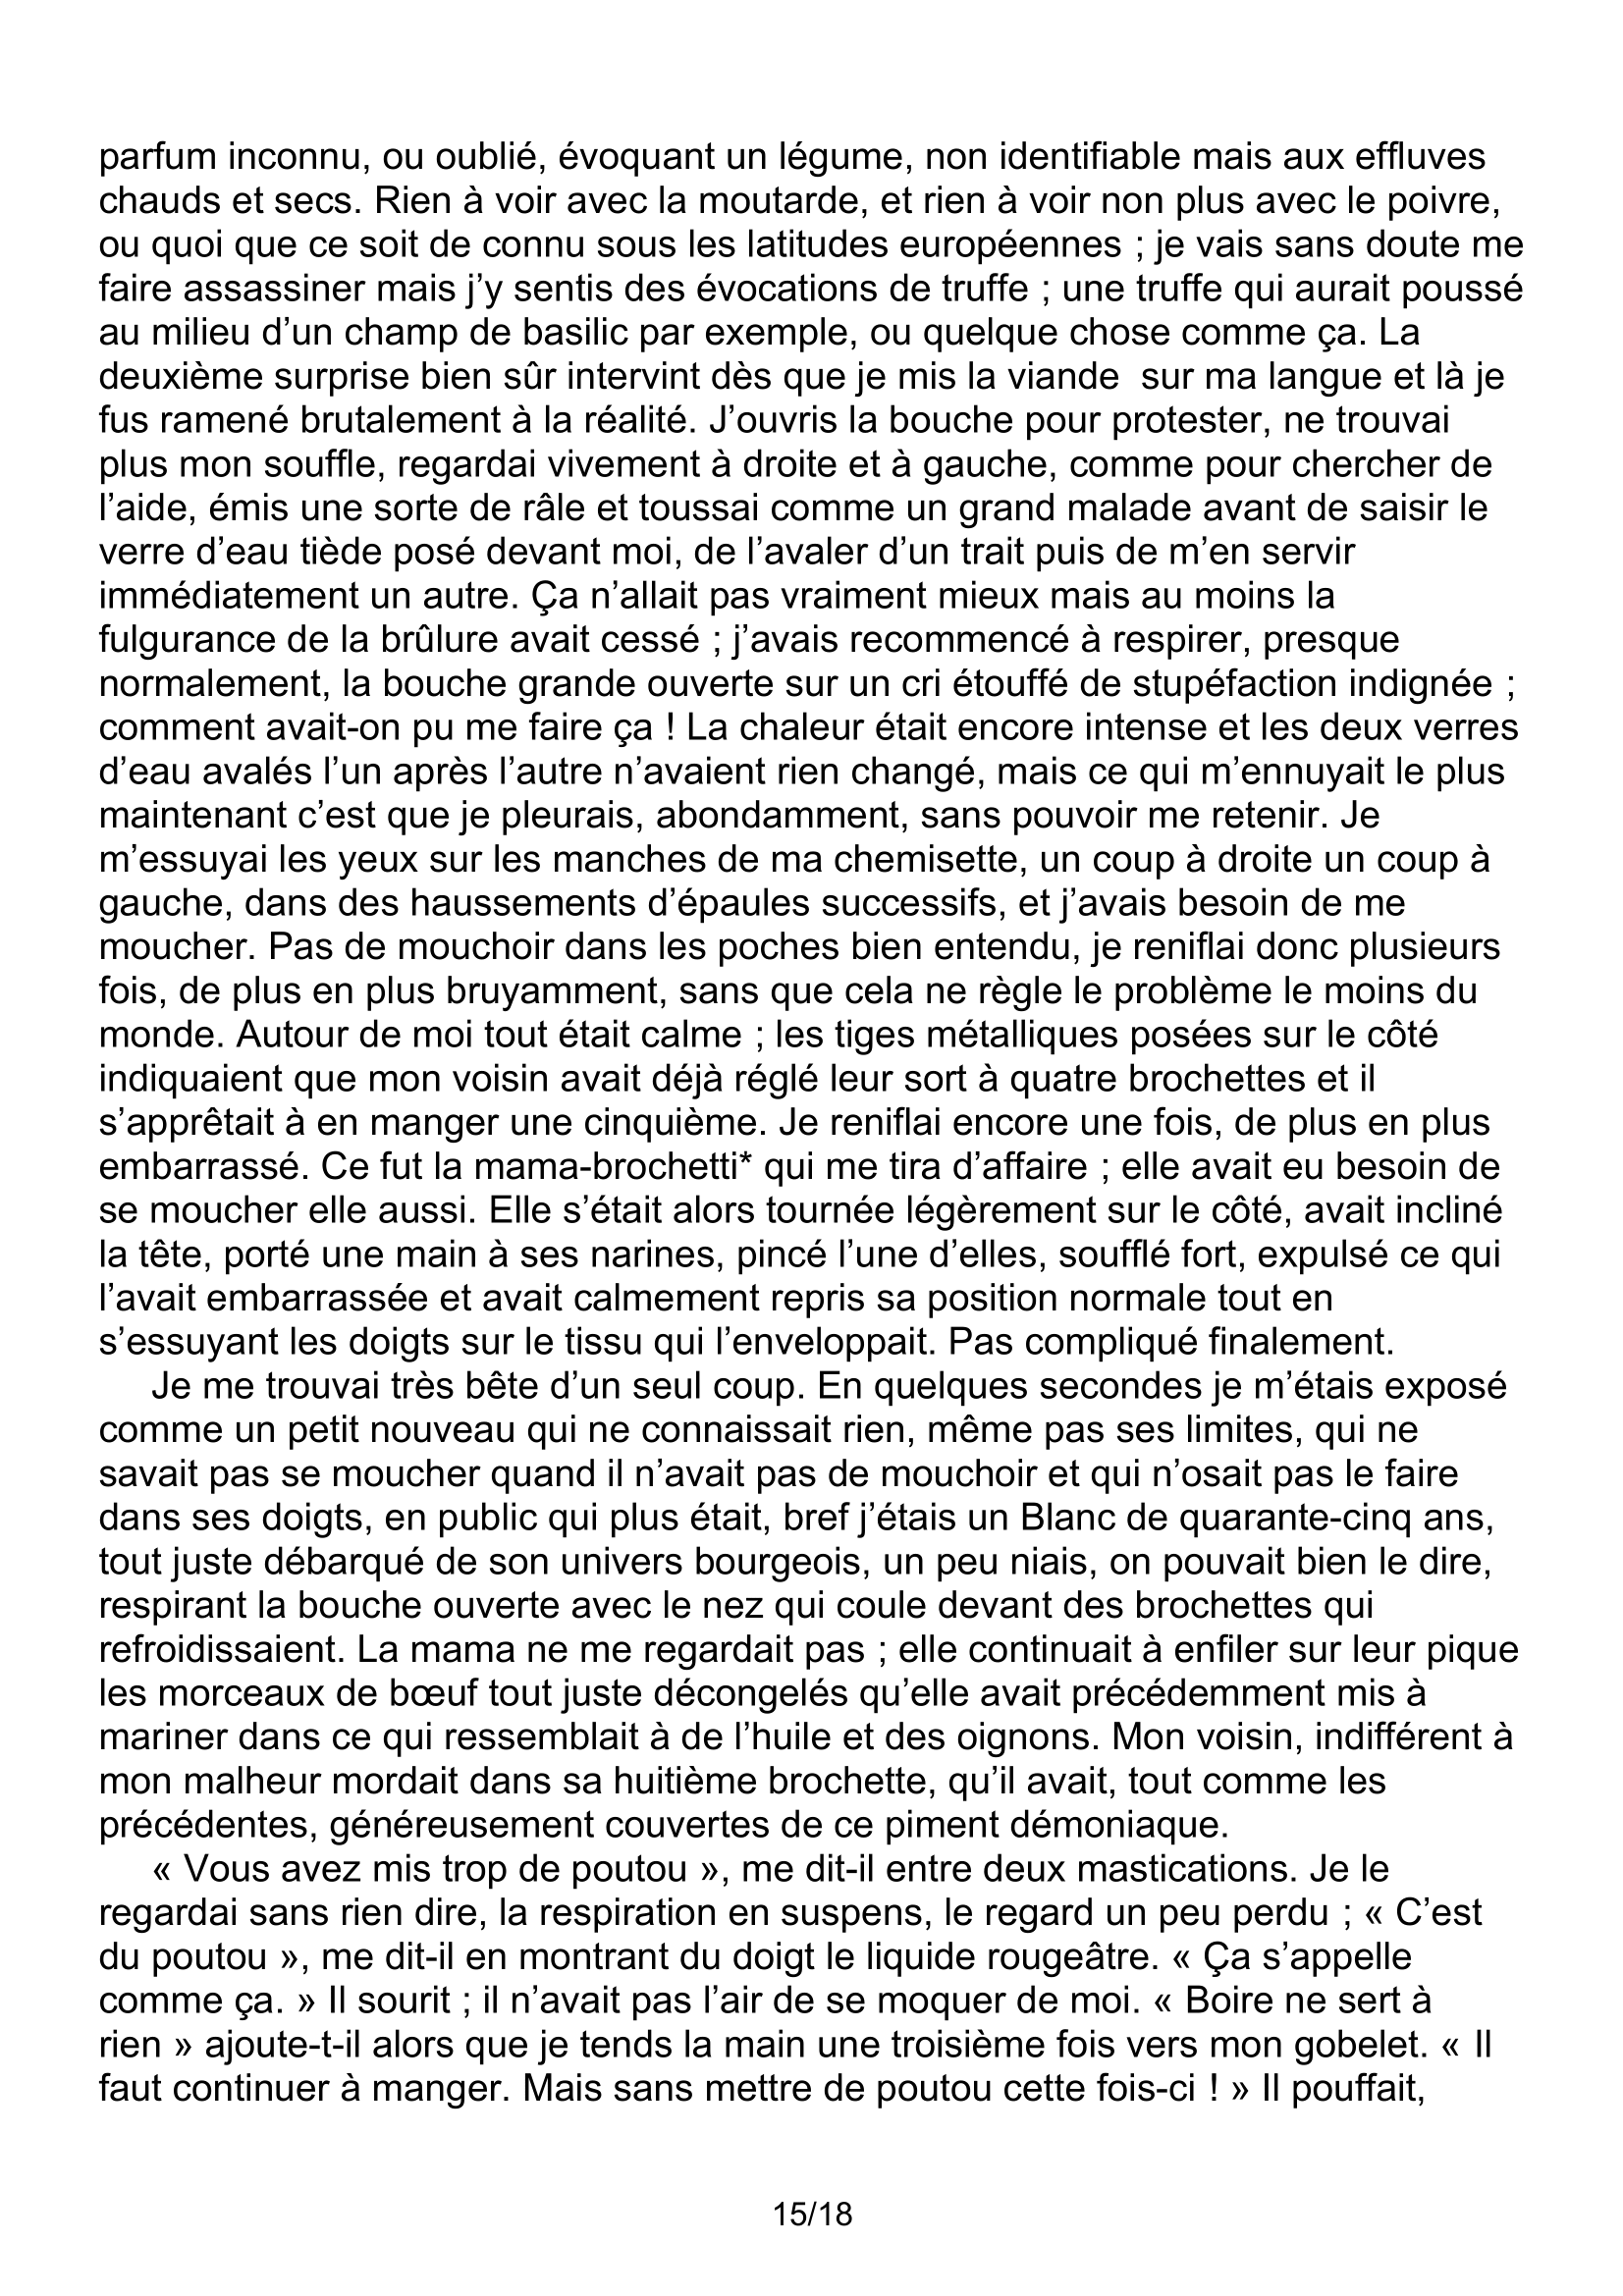 parfum inconnu, ou oublié, évoquant un légume, non identifiable mais aux effluves
chauds et secs. Rien à voir avec la moutarde, et rien à voir non plus avec le poivre,
ou quoi que ce soit de connu sous les latitudes européennes ; je vais sans doute me
faire assassiner mais j’y sentis des évocations de truffe ; une truffe qui aurait poussé
au milieu d’un champ de basilic par exemple, ou quelque chose comme ça. La
deuxième surprise bien sûr intervint dès que je mis la viande  sur ma langue et là je
fus ramené brutalement à la réalité. J’ouvris la bouche pour protester, ne trouvai
plus mon souffle, regardai vivement à droite et à gauche, comme pour chercher de
l’aide, émis une sorte de râle et toussai comme un grand malade avant de saisir le
verre d’eau tiède posé devant moi, de l’avaler d’un trait puis de m’en servir
immédiatement un autre. Ça n’allait pas vraiment mieux mais au moins la
fulgurance de la brûlure avait cessé ; j’avais recommencé à respirer, presque
normalement, la bouche grande ouverte sur un cri étouffé de stupéfaction indignée ;
comment avait-on pu me faire ça ! La chaleur était encore intense et les deux verres
d’eau avalés l’un après l’autre n’avaient rien changé, mais ce qui m’ennuyait le plus
maintenant c’est que je pleurais, abondamment, sans pouvoir me retenir. Je
m’essuyai les yeux sur les manches de ma chemisette, un coup à droite un coup à
gauche, dans des haussements d’épaules successifs, et j’avais besoin de me
moucher. Pas de mouchoir dans les poches bien entendu, je reniflai donc plusieurs
fois, de plus en plus bruyamment, sans que cela ne règle le problème le moins du
monde. Autour de moi tout était calme ; les tiges métalliques posées sur le côté
indiquaient que mon voisin avait déjà réglé leur sort à quatre brochettes et il
s’apprêtait à en manger une cinquième. Je reniflai encore une fois, de plus en plus
embarrassé. Ce fut la mama-brochetti* qui me tira d’affaire ; elle avait eu besoin de
se moucher elle aussi. Elle s’était alors tournée légèrement sur le côté, avait incliné
la tête, porté une main à ses narines, pincé l’une d’elles, soufflé fort, expulsé ce qui
l’avait embarrassée et avait calmement repris sa position normale tout en
s’essuyant les doigts sur le tissu qui l’enveloppait. Pas compliqué finalement.
Je me trouvai très bête d’un seul coup. En quelques secondes je m’étais exposé
comme un petit nouveau qui ne connaissait rien, même pas ses limites, qui ne
savait pas se moucher quand il n’avait pas de mouchoir et qui n’osait pas le faire
dans ses doigts, en public qui plus était, bref j’étais un Blanc de quarante-cinq ans,
tout juste débarqué de son univers bourgeois, un peu niais, on pouvait bien le dire,
respirant la bouche ouverte avec le nez qui coule devant des brochettes qui
refroidissaient. La mama ne me regardait pas ; elle continuait à enfiler sur leur pique
les morceaux de bœuf tout juste décongelés qu’elle avait précédemment mis à
mariner dans ce qui ressemblait à de l’huile et des oignons. Mon voisin, indifférent à
mon malheur mordait dans sa huitième brochette, qu’il avait, tout comme les
précédentes, généreusement couvertes de ce piment démoniaque.
« Vous avez mis trop de poutou », me dit-il entre deux mastications. Je le
regardai sans rien dire, la respiration en suspens, le regard un peu perdu ; « C’est
du poutou », me dit-il en montrant du doigt le liquide rougeâtre. « Ça s’appelle
comme ça. » Il sourit ; il n’avait pas l’air de se moquer de moi. « Boire ne sert à
rien » ajoute-t-il alors que je tends la main une troisième fois vers mon gobelet. « Il
faut continuer à manger. Mais sans mettre de poutou cette fois-ci ! » Il pouffait,
15/18